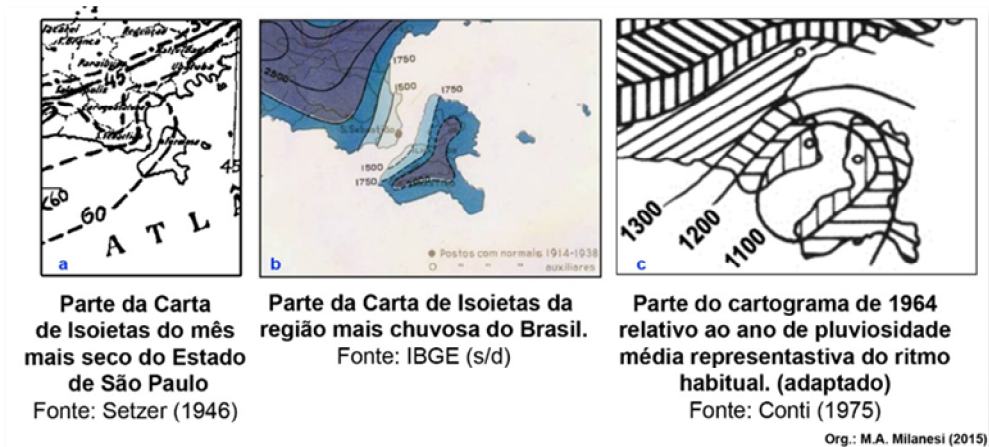 45
60
<60
45
A T L
a
2500
1750
1500
1750
S. Sebastião
1500
1750
Postos com normais 1914-1938
" " " auxiliares
b
1300
1200
1100
c
Parte da Carta
de Isoietas do mês
mais seco do Estado
de São Paulo
Fonte: Setzer (1946)
Parte da Carta de Isoietas da
região mais chuvosa do Brasil.
Fonte: IBGE (s/d)
Parte do cartograma de 1964
relativo ao ano de pluviosidade
média representastiva do ritmo
habitual. (adaptado)
Fonte: Conti (1975)
Org.: M.A. Milanesi (2015)